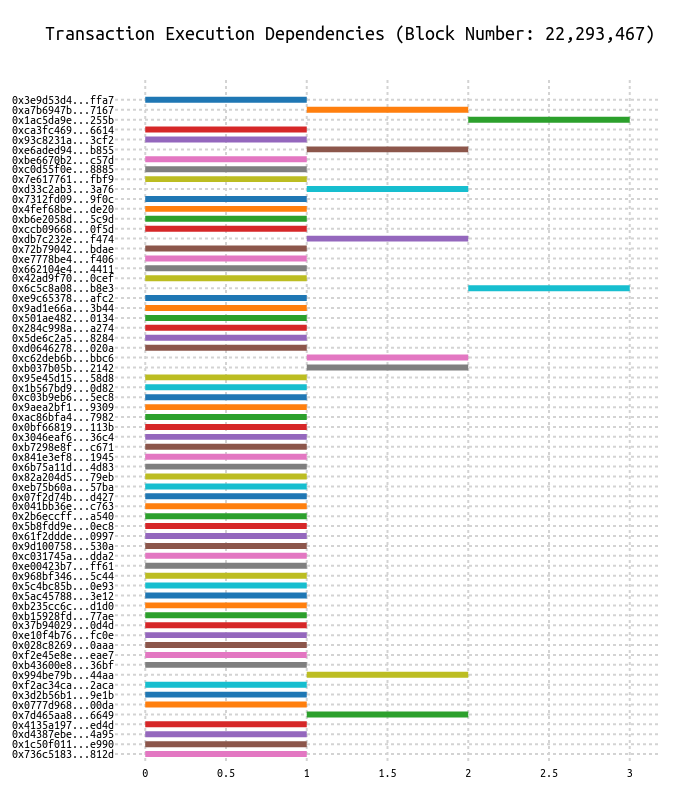 Transaction Execution Dependencies (Block Number: 22,293,467)
0x3e9d53d4...ffa7
0xa7b6947b...7167
0x1ac5da9e...255b
0xca3fc469...6614
0x93c8231a...3cf2
0xe6aded94...b855
0xbe6670b2...c57d
0xc0d55f0e...8885
0x7e617761...fbf9
0xd33c2ab3...3a76
0x7312fd09...9f0c
0x4fef68be...de20
0xb6e2058d...5c9d
0xccb09668...0f5d
0xdb7c232e...f474
0x72b79042...bdae
0xe7778be4...f406
0x662104e4...4411
0x42ad9f70...0cef
0x6c5c8a08...b8e3
0xe9c65378...afc2
0x9ad1e66a...3b44
0x501ae482...0134
0x284c998a...a274
0x5de6c2a5...8284
0xd0646278...020a
0xc62deb6b...bbc6
0xb037b05b...2142
0x95e45d15...58d8
0x1b567bd9...0d82
0xc03b9eb6...5ec8
0x9aea2bf1...9309
0xac86bfa4...7982
0x0bf66819...113b
0x3046eaf6...36c4
0xb7298e8f...c671
0x841e3ef8...1945
0x6b75a11d...4d83
0x82a204d5...79eb
0xeb75b60a...57ba
0x07f2d74b...d427
0x041bb36e...c763
0x2b6eccff...a540
0x5b8fdd9e...0ec8
0x61f2ddde...0997
0x9d100758...530a
0xc031745a...dda2
0xe00423b7...ff61
0x968bf346...5c44
0x5c4bc85b...0e93
0x5ac45788...3e12
0xb235cc6c...d1d0
0xb15928fd...77ae
0x37b94029...0d4d
0xe10f4b76...fc0e
0x028c8269...0aaa
0xf2e45e8e...eae7
0xb43600e8...36bf
0x994be79b...44aa
0xf2ac34ca...2aca
0x3d2b56b1...9e1b
0x0777d968...00da
0x7d465aa8...6649
0x4135a197...ed4d
0xd4387ebe...4a95
0x1c50f011...e990
0x736c5183...812d
0 0.5 1 1.5 2 2.5 3